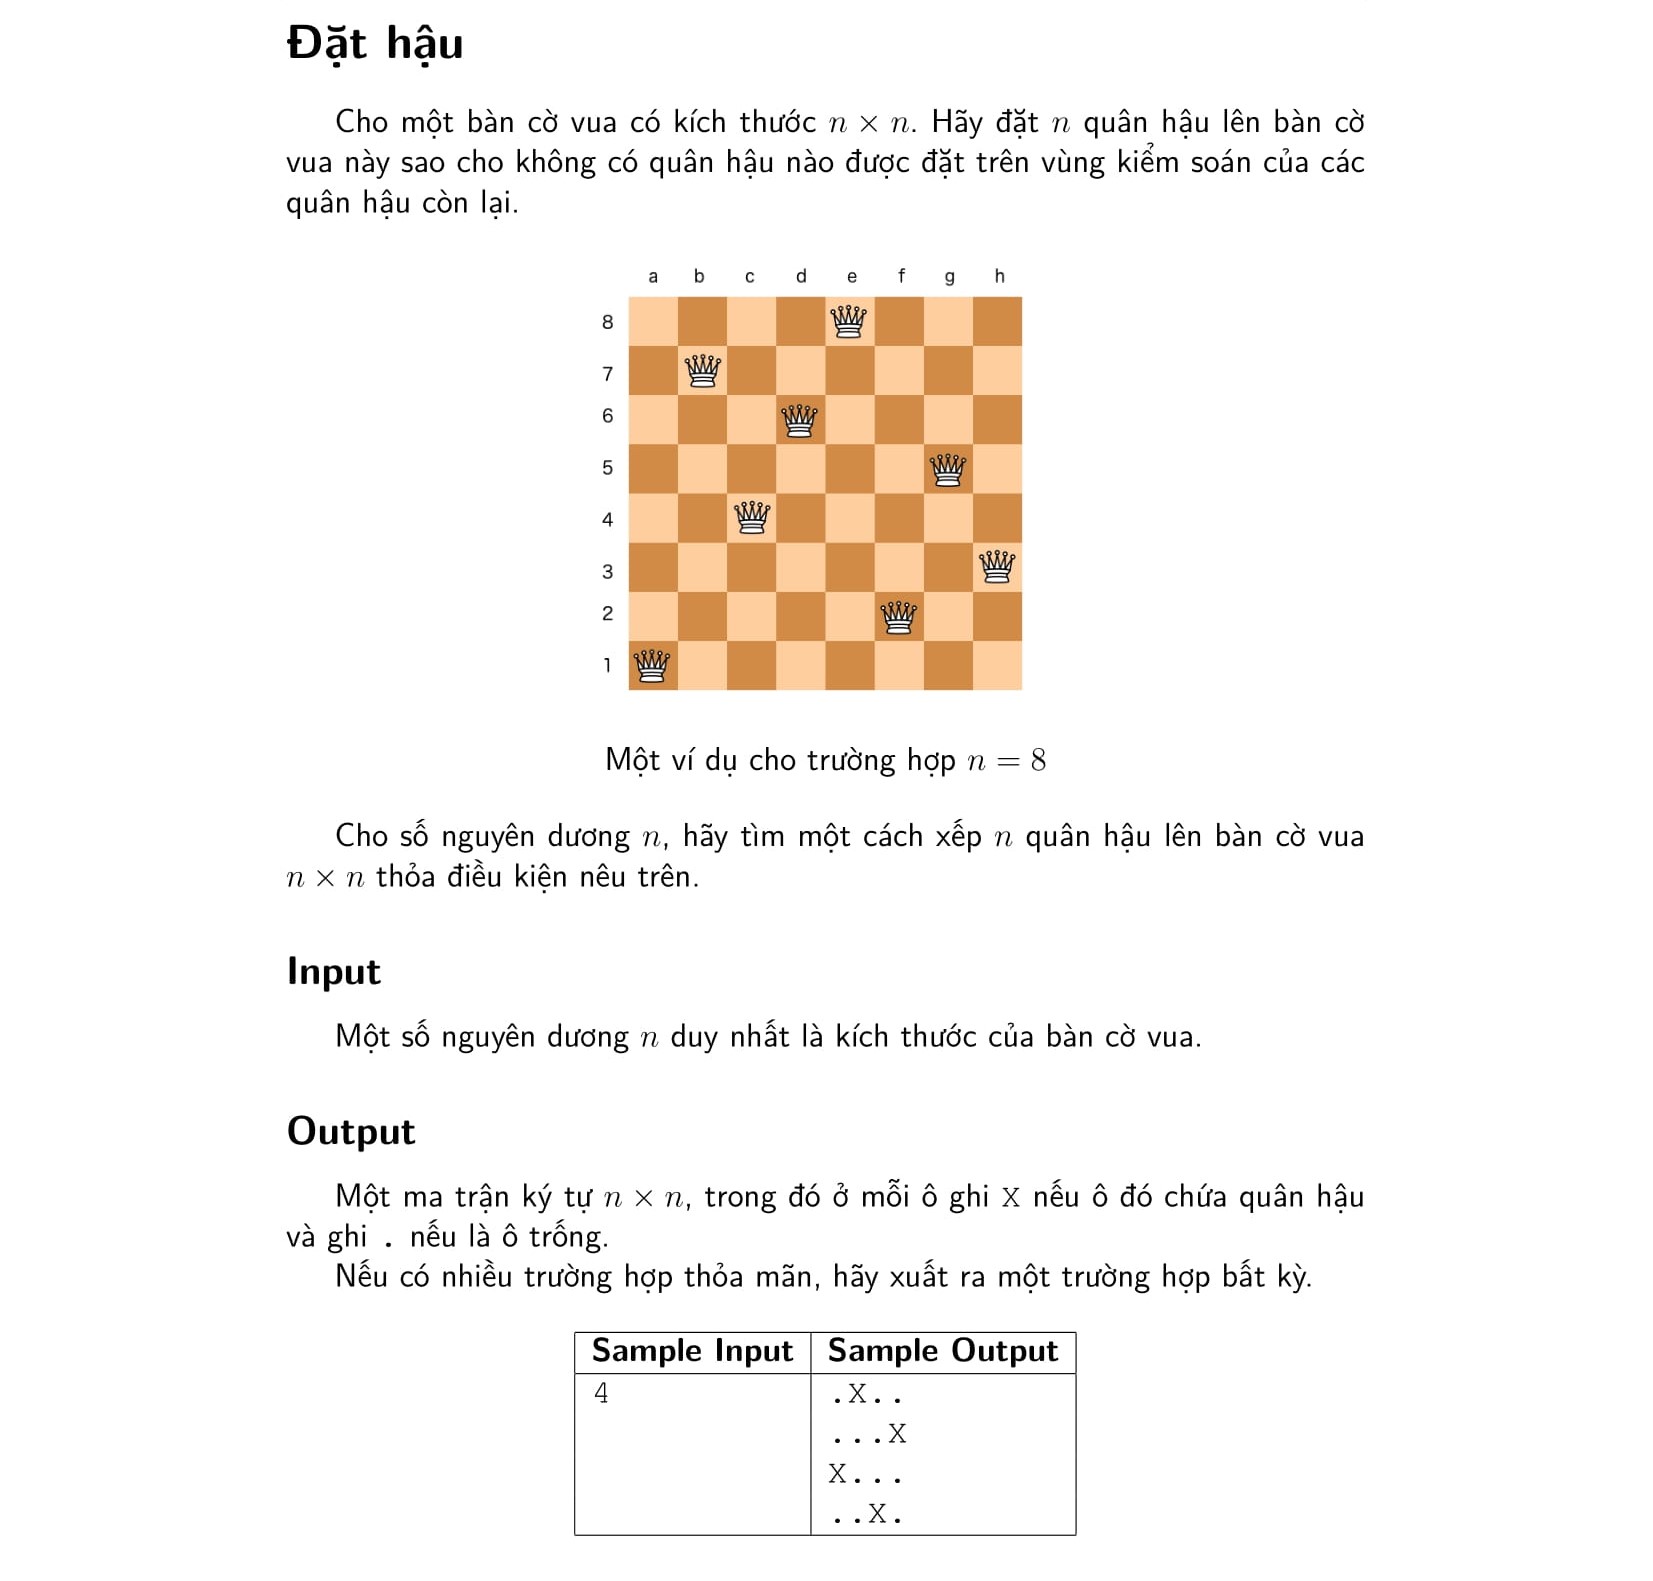 Đặt hậu
Cho một bàn cờ vua có kích thước n × n. Hãy đặt n quân hậu lên bàn cờ
vua này sao cho không có quân hậu nào được đặt trên vùng kiểm soán của các
quân hậu còn lại.
a b c d e f g h
8
7
6
5
4
3
2
1
Một ví dụ cho trường hợp n = 8
Cho số nguyên dương n, hãy tìm một cách xếp n quân hậu lên bàn cờ vua
n × n thỏa điều kiện nêu trên.
Input
Một số nguyên dương n duy nhất là kích thước của bàn cờ vua.
Output
Một ma trận ký tự n × n, trong đó ở mỗi ô ghi X nếu ô đó chứa quân hậu
và ghi . nếu là ô trống.
Nếu có nhiều trường hợp thỏa mãn, hãy xuất ra một trường hợp bất kỳ.
Sample Input Sample Output
4 .X..
...X
X...
..X.